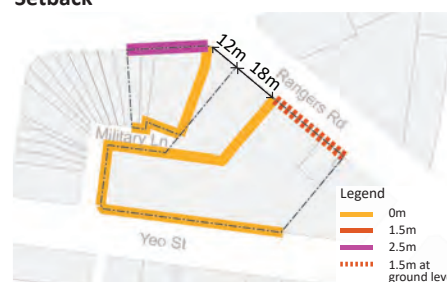 Setback
12m
18m
Rangers Rd
Military Ln
Yeo St
Legend
0m
1.5m
2.5m
1.5m at
ground leve